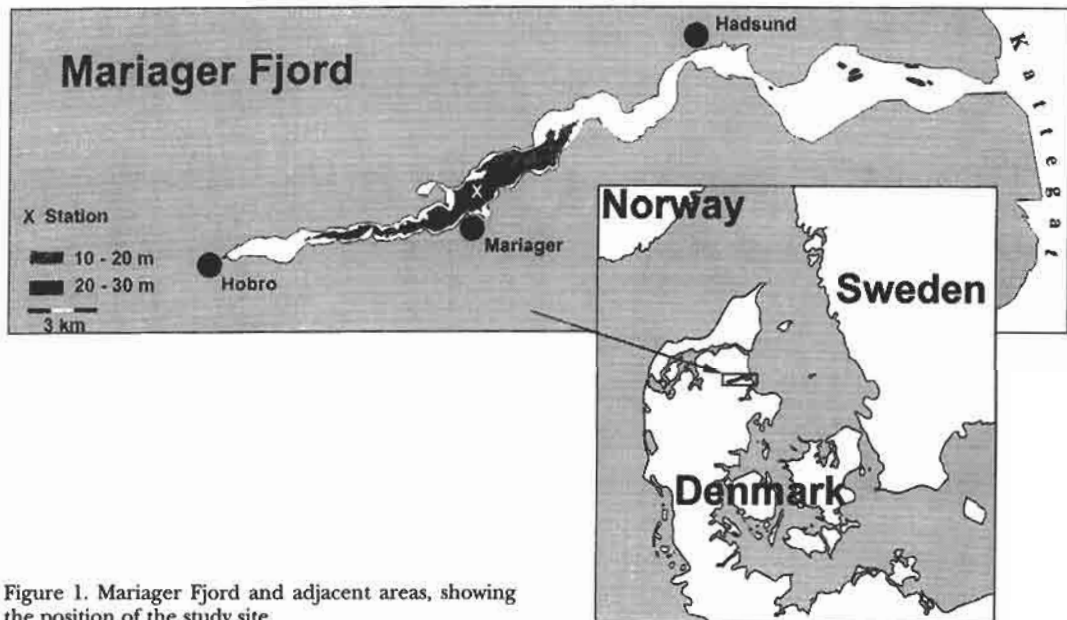 Mariager Fjord
Hadsund
Kattegat
X
X Station
10 - 20 m
20 - 30 m
3 km
Hobro
Mariager
Norway
Sweden
Denmark
Figure 1. Mariager Fjord and adjacent areas, showing
the position of the study site.